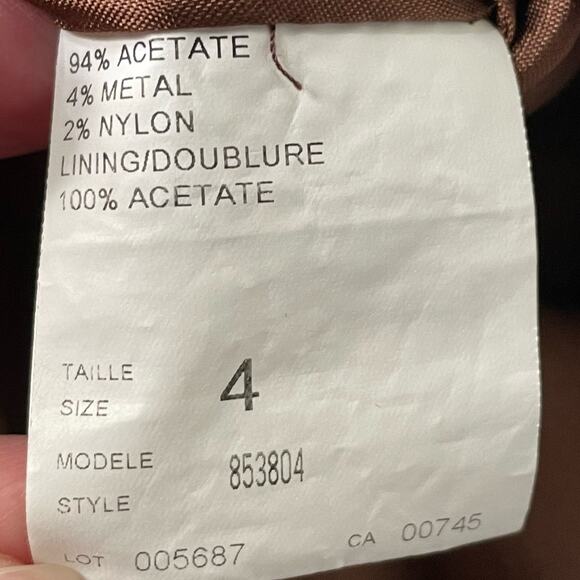 94% ACETATE
4% METAL
2% NYLON
LINING/DOUBLURE
100% ACETATE
TAILLE
SIZE
4
MODELE
STYLE
853804
LOT 005687
CA 00745